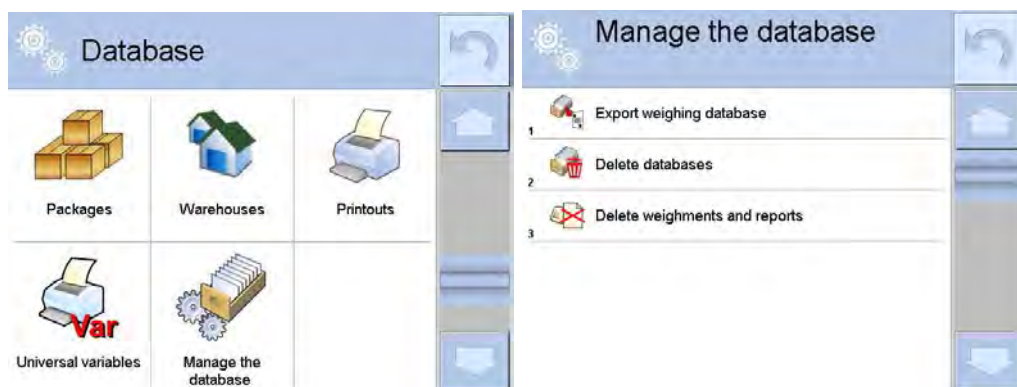 Database
Packages
Warehouses
Printouts
Var
Universal variables
Manage the
database
Manage the database
1 Export weighing database
2 Delete databases
3 Delete weighments and reports